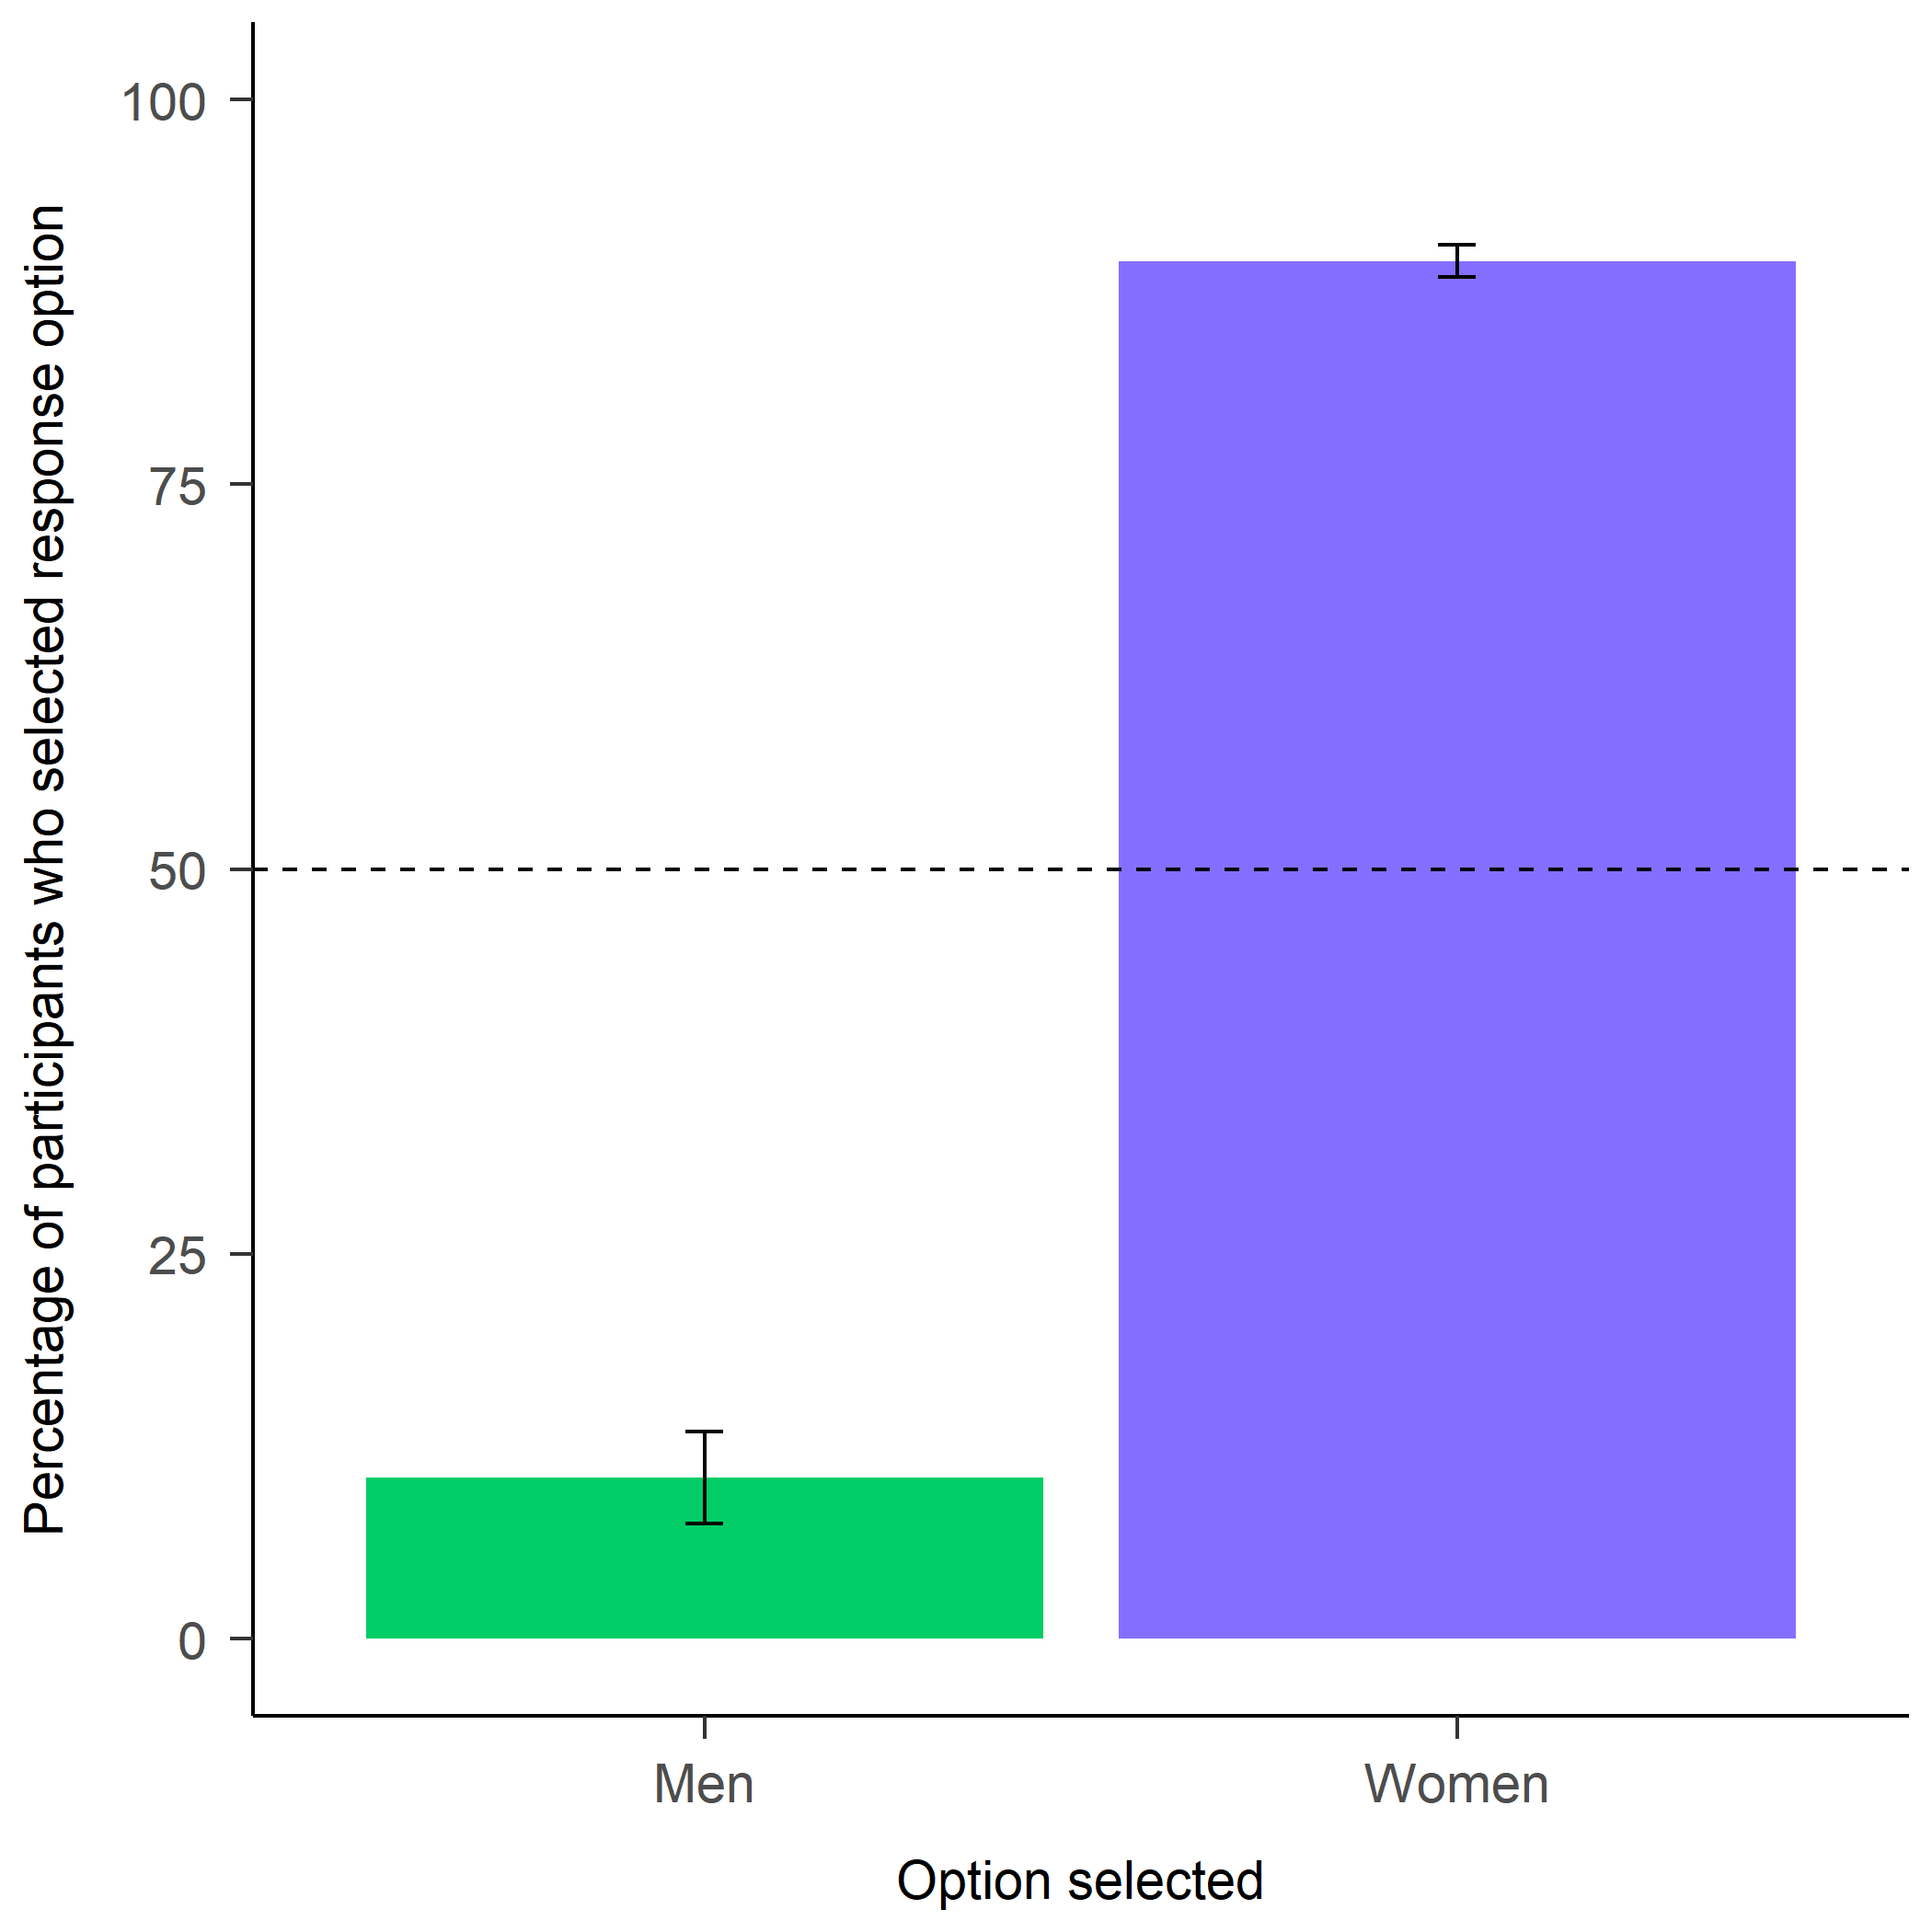 Percentage of participants who selected response option
100
75
50
25
0
Men
Women
Option selected